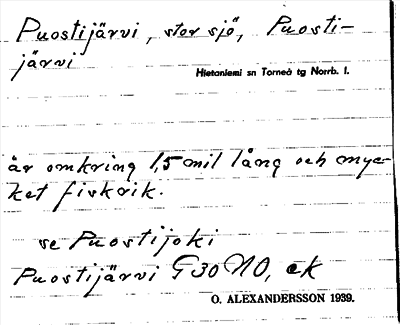 Puostijärvi, stor sjö, Puosti-
järvi
Hietaniemi sn Torneå tg Norrb. l.
är omkring 1,5 mil lång och myc-
ket fiskrik.
se Puostijoki
Puostijärvi G30 NO, ek
O. ALEXANDERSSON 1939.